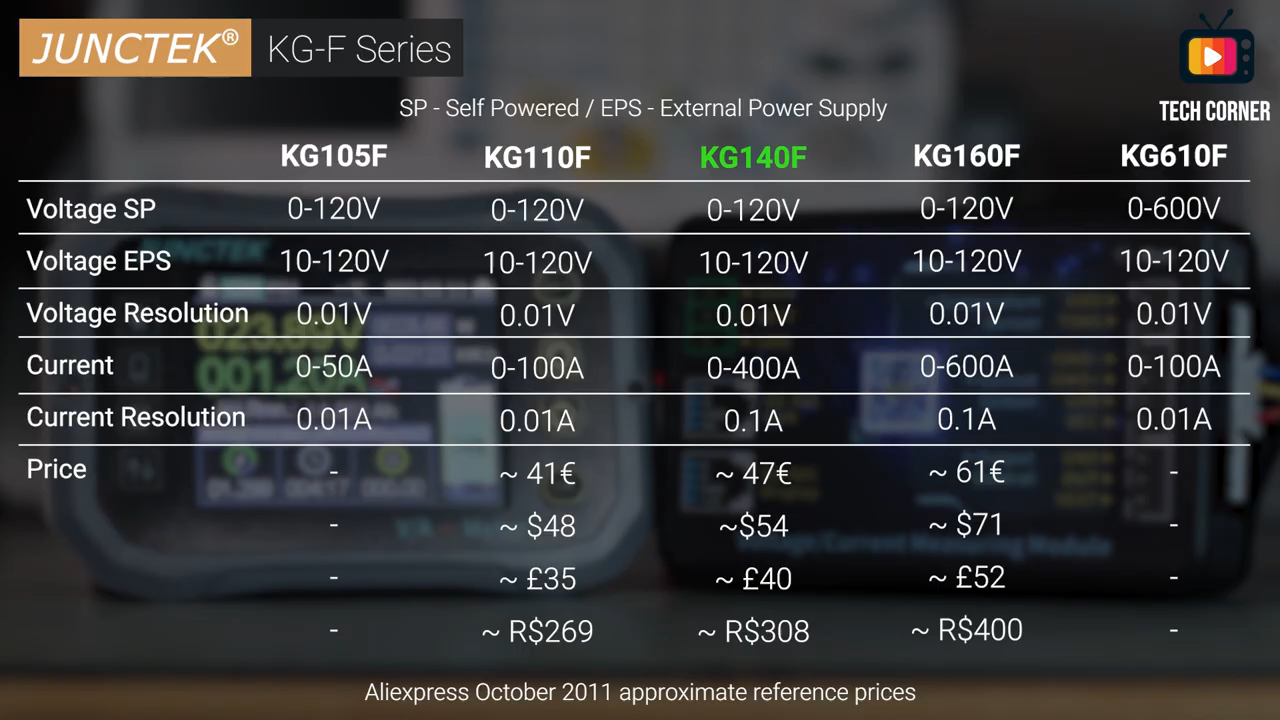 JUNCTEK® KG-F Series
TECH CORNER
SP - Self Powered / EPS - External Power Supply
KG105F KG110F KG140F KG160F KG610F
Voltage SP 0-120V 0-120V 0-120V 0-120V 0-600V
Voltage EPS 10-120V 10-120V 10-120V 10-120V 10-120V
Voltage Resolution 0.01V 0.01V 0.01V 0.01V 0.01V
Current 0-50A 0-100A 0-400A 0-600A 0-100A
Current Resolution 0.01A 0.01A 0.1A 0.1A 0.01A
Price - ~ 41€ ~ 47€ ~ 61€ -
- ~ $48 ~$54 ~ $71 -
- ~ £35 ~ £40 ~ £52 -
- ~ R$269 ~ R$308 ~ R$400 -
Aliexpress October 2011 approximate reference prices